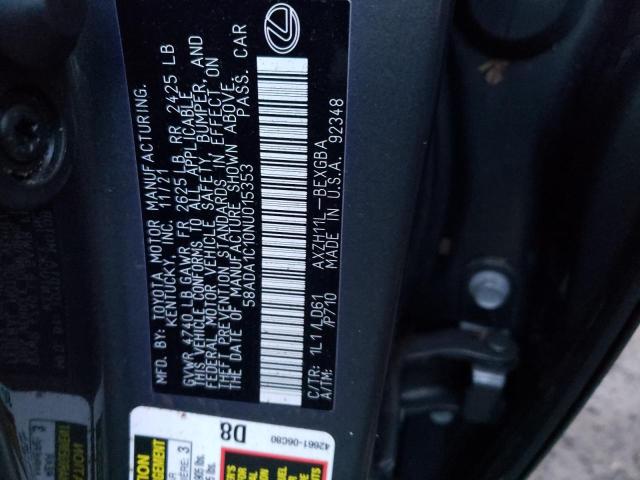 MFD. BY: TOYOTA MOTOR MANUFACTURING,
KENTUCKY, INC. 11/21
GVWR 4740 LB GAWR FR 2625 LB RR 2425 LB
THIS VEHICLE CONFORMS TO ALL APPLICABLE
FEDERAL MOTOR VEHICLE SAFETY, BUMPER, AND
THEFT PREVENTION STANDARDS IN EFFECT ON
THE DATE OF MANUFACTURE SHOWN ABOVE.
58ADA1C10NU015353 PASS. CAR
C/TR: 1L1/LD61 AXZH11L-BEXGBA
A/TM: /P710 MADE IN U.S.A. 92348
D8
42661-06C80